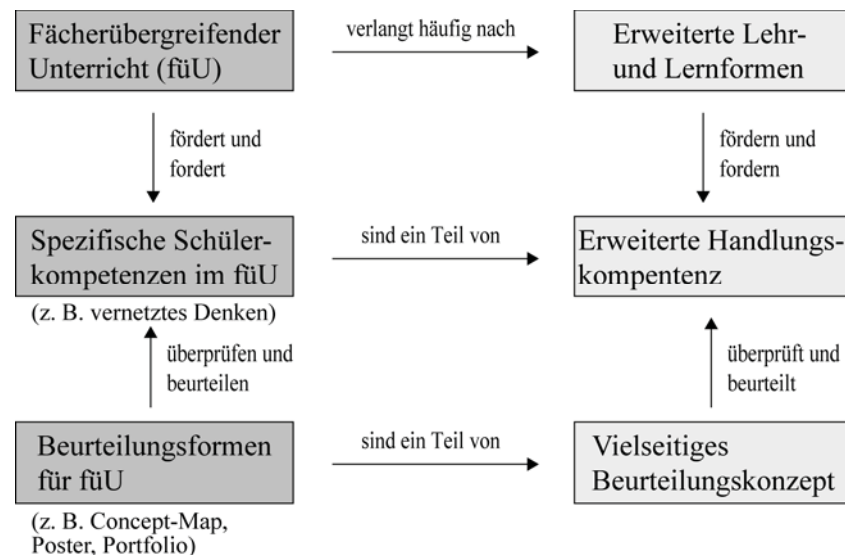 Fächerübergreifender
Unterricht (füU)
verlangt häufig nach
Erweiterte Lehr-
und Lernformen
fördert und
fordert
fördern und
fordern
Spezifische Schüler-
kompetenzen im füU
(z. B. vernetztes Denken)
sind ein Teil von
Erweiterte Handlungs-
kompentenz
überprüfen und
beurteilen
überprüft und
beurteilt
Beurteilungsformen
für füU
(z. B. Concept-Map,
Poster, Portfolio)
sind ein Teil von
Vielseitiges
Beurteilungskonzept